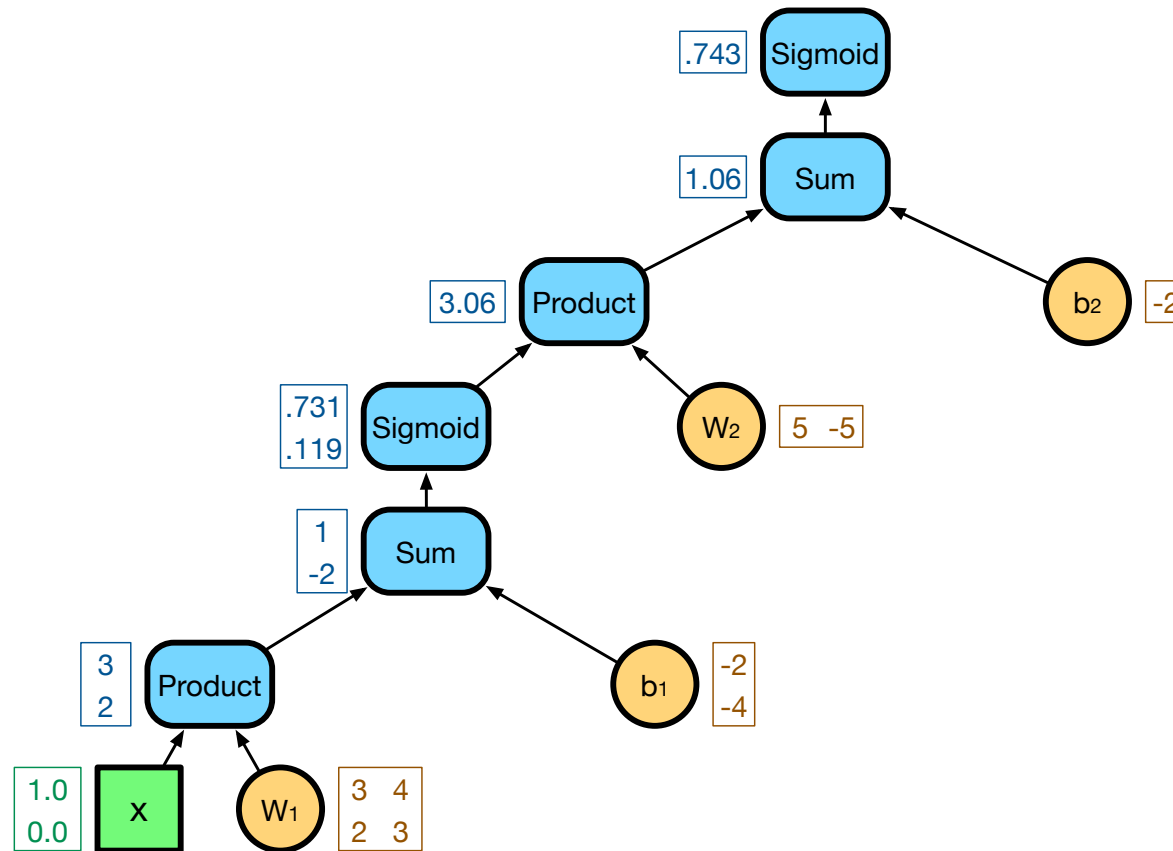 .743 Sigmoid
1.06 Sum
3.06 Product b2 -2
.731
.119
Sigmoid W2 5 -5
1
-2
Sum
3
2
Product b1 -2
-4
1.0
0.0
x W1 3 4
2 3